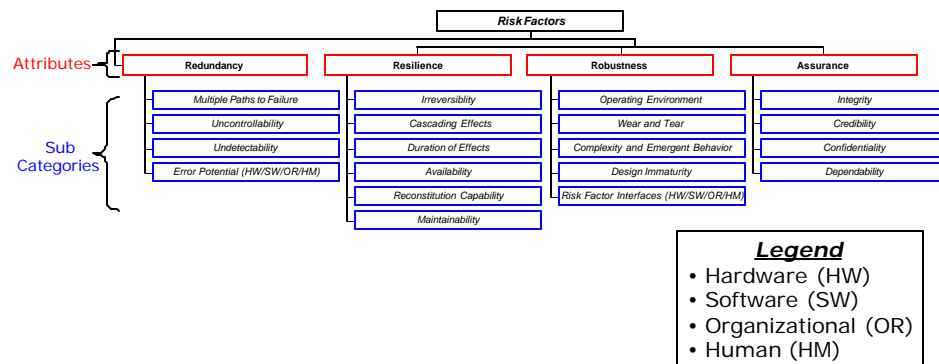 Risk Factors
Attributes
Redundancy
Resilience
Robustness
Assurance
Sub
Categories
Multiple Paths to Failure
Uncontrollability
Undetectability
Error Potential (HW/SW/OR/HM)
Irreversiblity
Cascading Effects
Duration of Effects
Availability
Reconstitution Capability
Maintainability
Operating Environment
Wear and Tear
Complexity and Emergent Behavior
Design Immaturity
Risk Factor Interfaces (HW/SW/OR/HM)
Integrity
Credibility
Confidentiality
Dependability
Legend
• Hardware (HW)
• Software (SW)
• Organizational (OR)
• Human (HM)